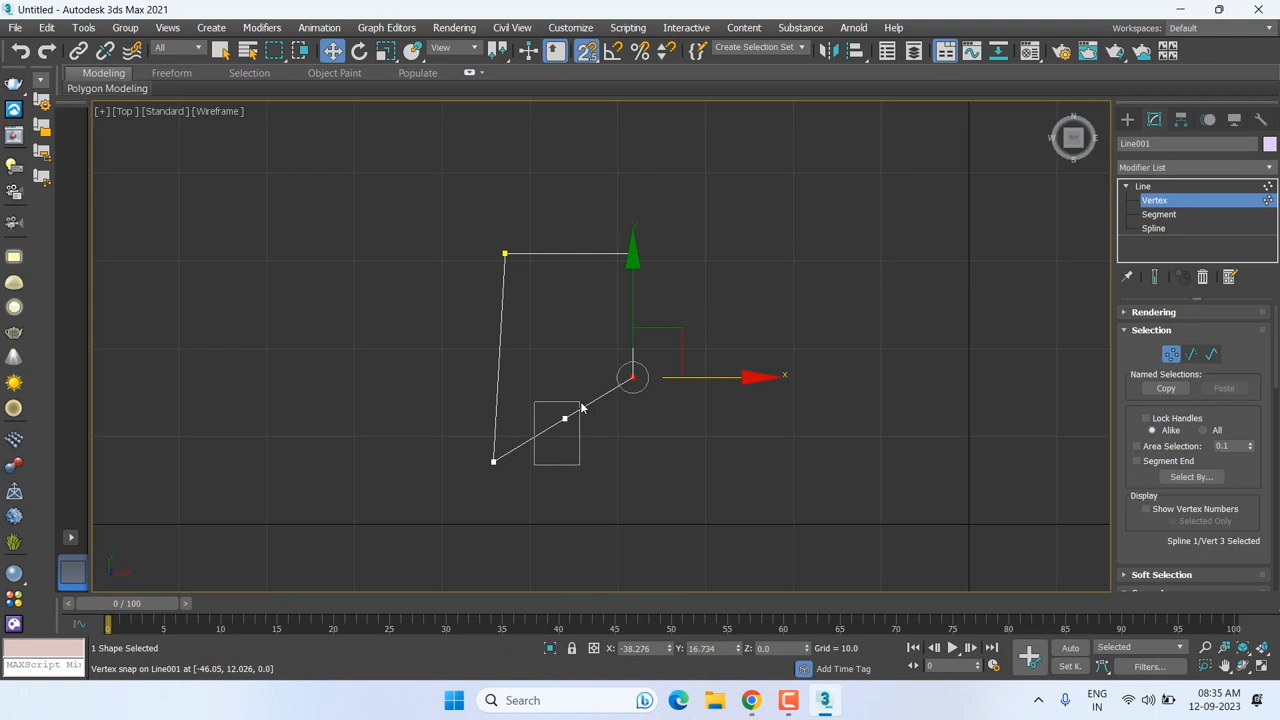 Untitled - Autodesk 3ds Max 2021
File Edit Tools Group Views Create Modifiers Animation Graph Editors Rendering Civil View Customize Scripting Interactive Content Substance Arnold Help Workspaces: Default
All View Create Selection Set
Modeling Freeform Selection Object Paint Populate
Polygon Modeling
[+] [Top ] [Standard ] [Wireframe ]
N
W E
S
y
x
Line001
Modifier List
Line
Vertex
Segment
Spline
Rendering
Selection
Named Selections:
Copy Paste
Lock Handles
Alike All
Area Selection: 0.1
Segment End
Select By...
Display
Show Vertex Numbers
Selected Only
Spline 1/Vert 3 Selected
Soft Selection
0 / 100
0 5 10 15 20 25 30 35 40 45 50 55 60 65 70 75 80 85 90 95 100
1 Shape Selected X: -38.276 Y: 16.734 Z: 0.0 Grid = 10.0 Auto Selected
MAXScript Mi Vertex snap on Line001 at [-46.05, 12.026, 0.0] Add Time Tag 0 Set K. Filters...
Search
ENG
IN
08:35 AM
12-09-2023